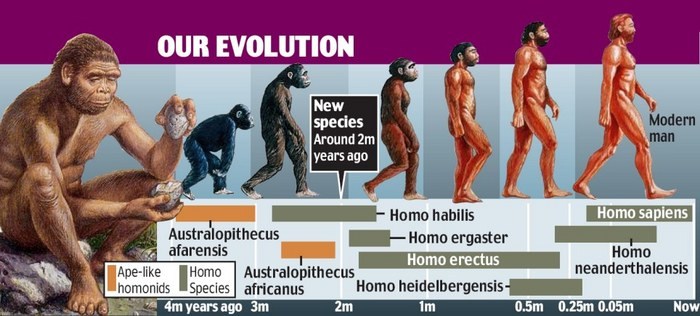 OUR EVOLUTION
New
species
Around 2m
years ago
Modern
man
Homo habilis
Homo sapiens
Australopithecus
afarensis
Homo ergaster
Homo
neanderthalensis
Homo erectus
Ape-like
homonids
Homo
Species
Australopithecus
africanus
Homo heidelbergensis
4m years ago 3m 2m 1m 0.5m 0.25m 0.05m Now